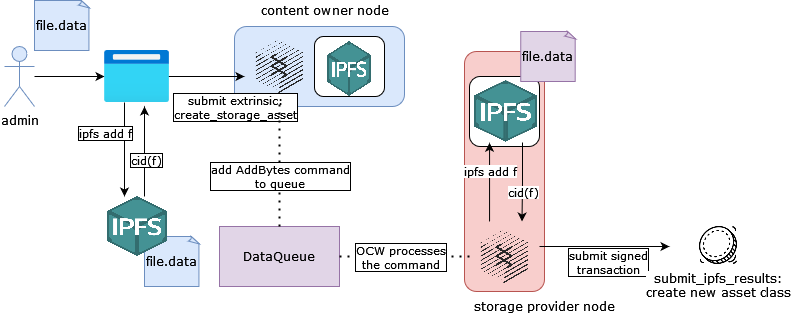 content owner node
file.data
admin
IPFS
submit extrinsic;
create_storage_asset
ipfs add f
cid(f)
IPFS
file.data
add AddBytes command
to queue
DataQueue
OCW processes
the command
file.data
IPFS
ipfs add f
cid(f)
storage provider node
submit signed
transaction
submit_ipfs_results:
create new asset class